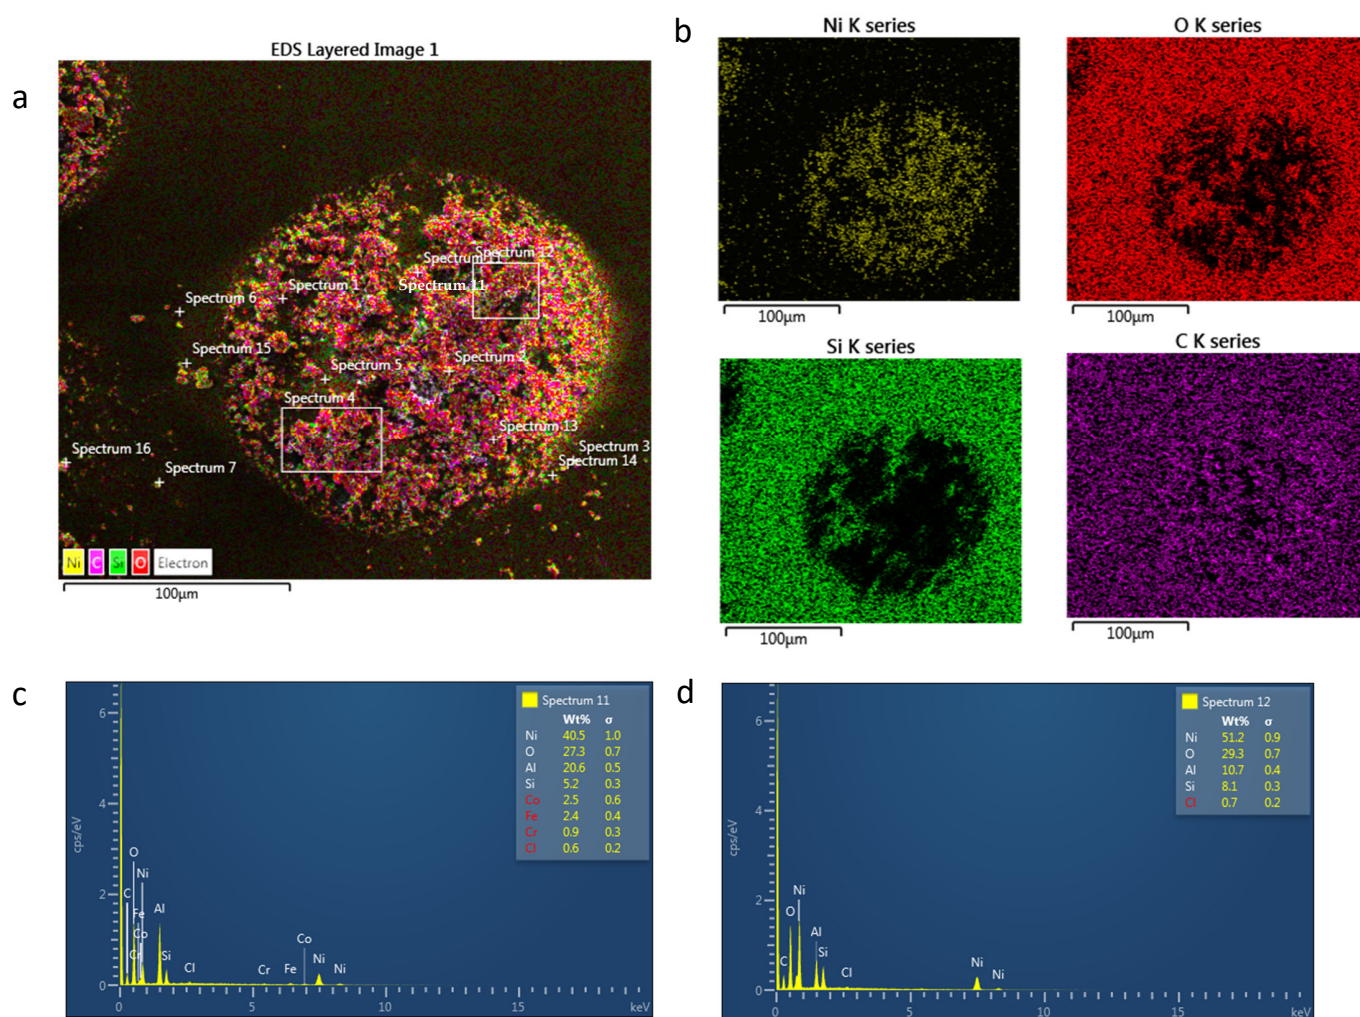 a
EDS Layered Image 1
Spectrum 12
Spectrum 11
Spectrum 1
Spectrum 11
Spectrum 6
Spectrum 15
Spectrum 2
Spectrum 5
Spectrum 4
Spectrum 13
Spectrum 16
Spectrum 3
Spectrum 14
Spectrum 7
Ni C Si O Electron
100µm
b
Ni K series
100µm
O K series
100µm
Si K series
100µm
C K series
100µm
c
Spectrum 11
Wt% σ
Ni 40.5 1.0
O 27.3 0.7
Al 20.6 0.5
Si 5.2 0.3
Co 2.5 0.6
Fe 2.4 0.4
Cr 0.9 0.3
Cl 0.6 0.2
cps/eV
6
4
2
0
O
Ni
C
Fe
Al
Co
Cr
Si
Cl
Cr
Fe
Co
Ni
Ni
0 5 10 15 keV
d
Spectrum 12
Wt% σ
Ni 51.2 0.9
O 29.3 0.7
Al 10.7 0.4
Si 8.1 0.3
Cl 0.7 0.2
cps/eV
6
4
2
0
Ni
O
Al
Si
C
Cl
Ni
Ni
0 5 10 15 keV